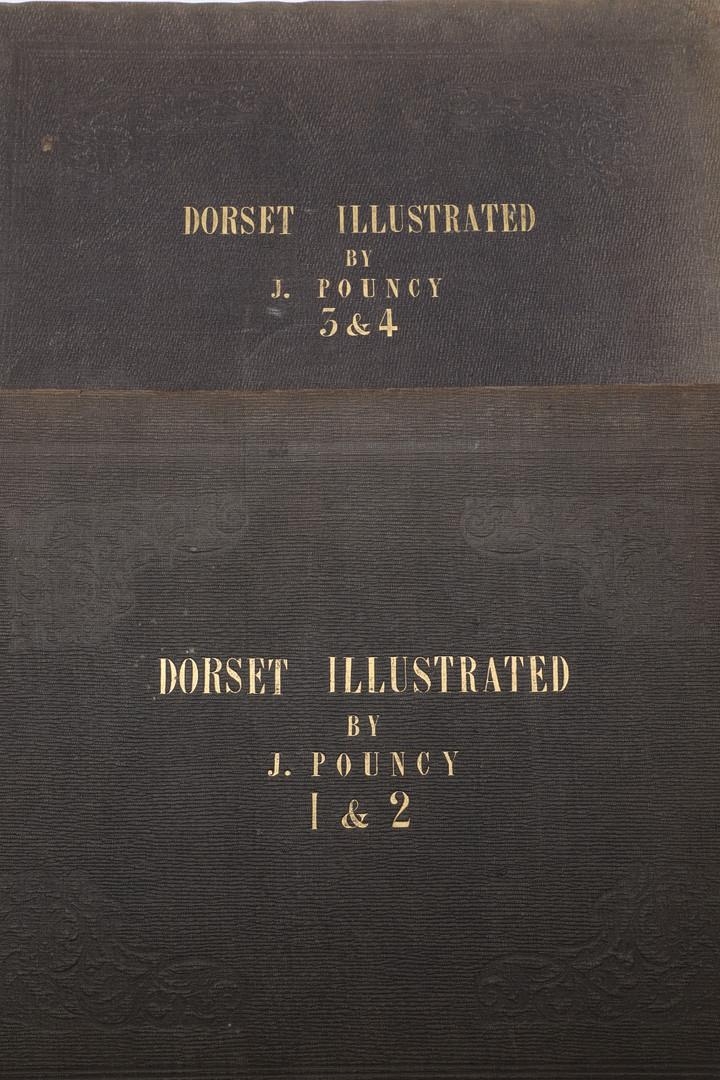 DORSET ILLUSTRATED
BY
J. POUNCY
3 & 4
DORSET ILLUSTRATED
BY
J. POUNCY
1 & 2